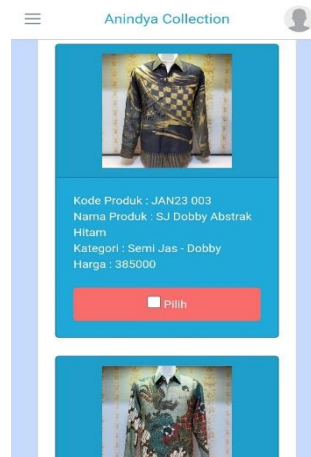 Anindya Collection
Kode Produk : JAN23 003
Nama Produk : SJ Dobby Abstrak
Hitam
Kategori : Semi Jas - Dobby
Harga : 385000
Pilih